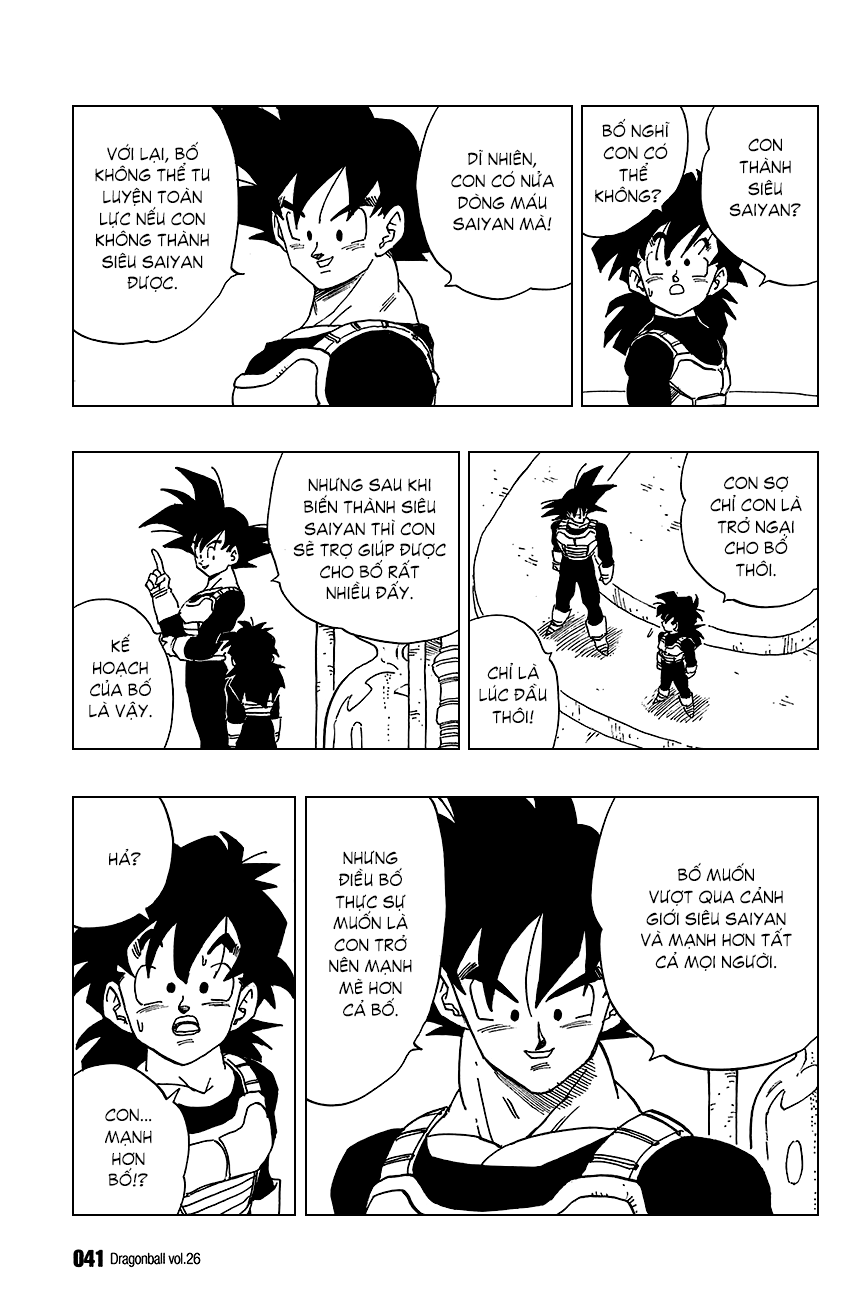 CON
THÀNH
SIÊU
SAIYAN?
BỐ NGHĨ
CON CÓ
THỂ
KHÔNG?
DĨ NHIÊN,
CON CÓ NỬA
DÒNG MÁU
SAIYAN MÀ!
VỚI LẠI, BỐ
KHÔNG THỂ TU
LUYỆN TOÀN
LỰC NẾU CON
KHÔNG THÀNH
SIÊU SAIYAN
ĐƯỢC.
CON SỢ
CHỈ CON LÀ
TRỞ NGẠI
CHO BỐ
THÔI.
CHỈ LÀ
LÚC ĐẦU
THÔI!
NHƯNG SAU KHI
BIẾN THÀNH SIÊU
SAIYAN THÌ CON
SẼ TRỢ GIÚP ĐƯỢC
CHO BỐ RẤT
NHIỀU ĐẤY.
KẾ
HOẠCH
CỦA BỐ
LÀ VẬY.
BỐ MUỐN
VƯỢT QUA CẢNH
GIỚI SIÊU SAIYAN
VÀ MẠNH HƠN TẤT
CẢ MỌI NGƯỜI.
NHƯNG
ĐIỀU BỐ
THỰC SỰ
MUỐN LÀ
CON TRỞ
NÊN MẠNH
MẼ HƠN
CẢ BỐ.
HẢ?
CON...
MẠNH
HƠN
BỐ!?
041 Dragonball vol.26